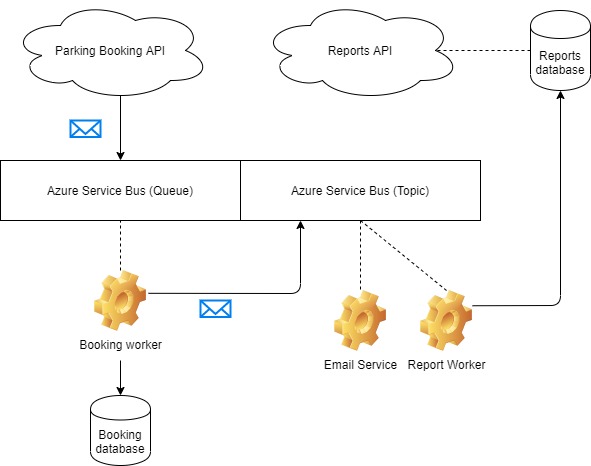 Parking Booking API
Reports API
Reports
database
Azure Service Bus (Queue)
Azure Service Bus (Topic)
Booking worker
Email Service
Report Worker
Booking
database